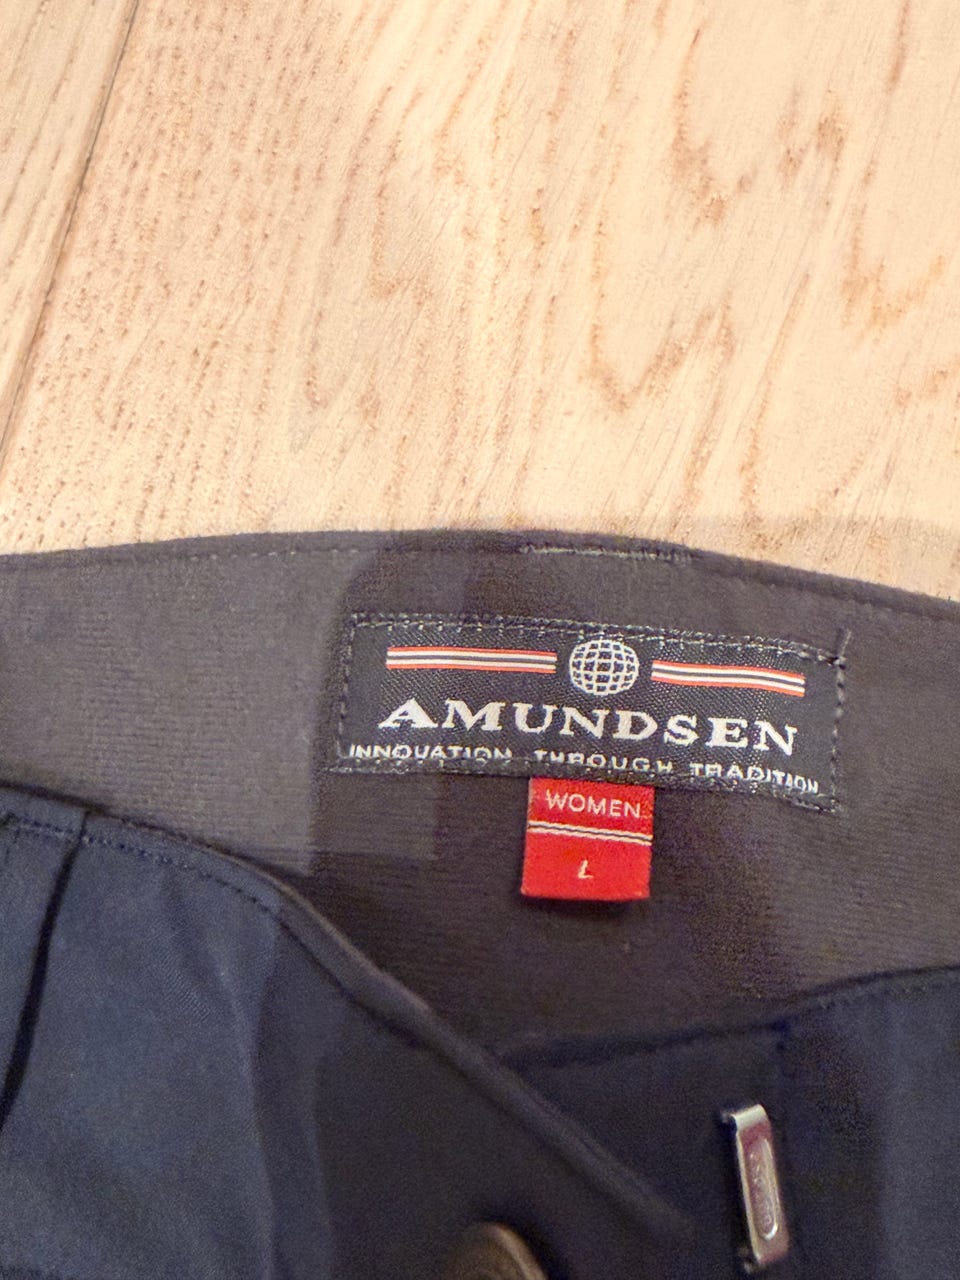 AMUNDSEN
INNOVATION THROUGH TRADITION
WOMEN
L